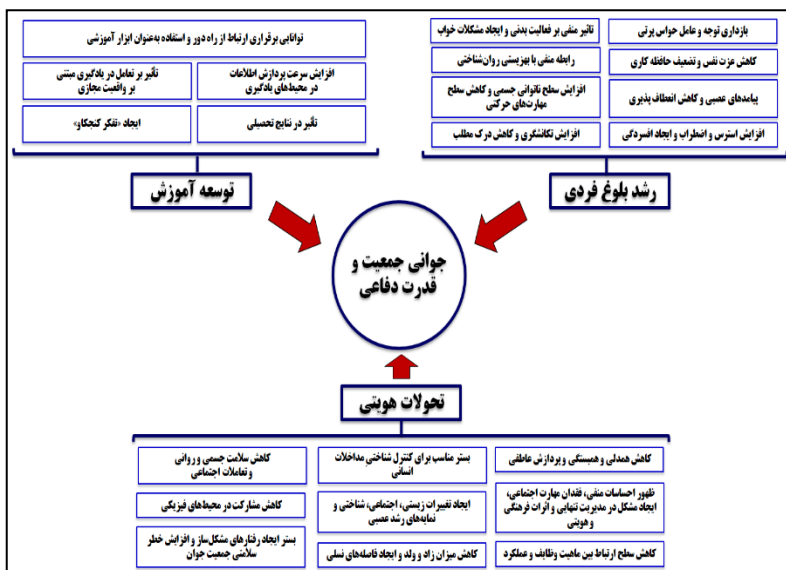 بازداری توجه و عامل حواس پرتی
کاهش عزت نفس و تضعیف حافظه کاری
پیامدهای عصبی و کاهش انعطاف پذیری
افزایش استرس و اضطراب و ایجاد افسردگی
تاثیر منفی بر فعالیت بدنی و ایجاد مشکلات خواب
رابطه منفی با بهزیستی روان‌شناختی
افزایش سطح ناتوانی جسمی و کاهش سطح
مهارت‌های حرکتی
افزایش تکانشگری و کاهش درک مطلب
رشد بلوغ فردی
توانایی برقراری ارتباط از راه دور و استفاده به‌عنوان ابزار آموزشی
افزایش سرعت پردازش اطلاعات
در محیط‌های یادگیری
تأثیر بر تعامل در یادگیری مبتنی
بر واقعیت مجازی
تأثیر در نتایج تحصیلی
ایجاد «تفکر کنجکاو»
توسعه آموزش
جوانی جمعیت و
قدرت دفاعی
تحولات هویتی
کاهش همدلی و همبستگی و پردازش عاطفی
ظهور احساسات منفی، فقدان مهارت اجتماعی،
ایجاد مشکل در مدیریت تنهایی و اثرات فرهنگی
و هویتی
کاهش سطح ارتباط بین ماهیت وظایف و عملکرد
بستر مناسب برای کنترل شناختیِ مداخلات
انسانی
ایجاد تغییرات زیستی، اجتماعی، شناختی و
نمایه‌های رشد عصبی
کاهش میزان زاد و ولد و ایجاد فاصله‌های نسلی
کاهش سلامت جسمی و روانی
و تعاملات اجتماعی
کاهش مشارکت در محیط‌های فیزیکی
بستر ایجاد رفتارهای مشکل‌ساز و افزایش خطر
سلامتی جمعیت جوان